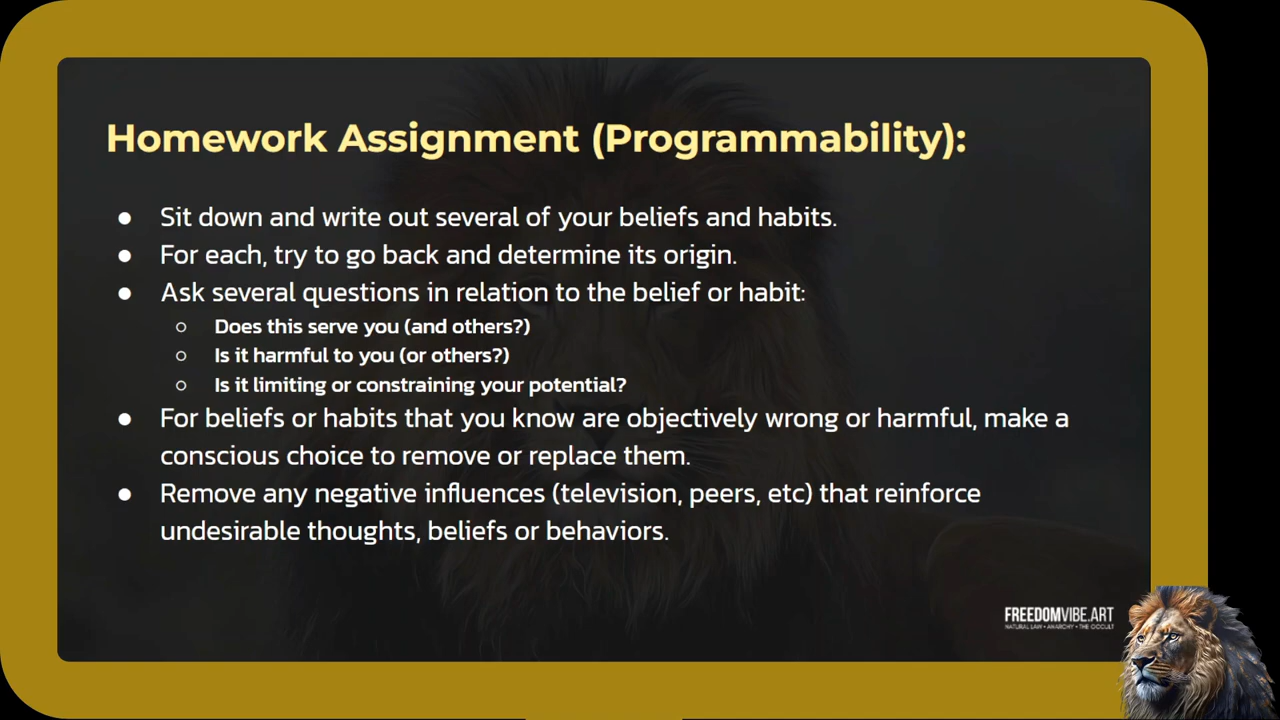 Homework Assignment (Programmability):
● Sit down and write out several of your beliefs and habits.
● For each, try to go back and determine its origin.
● Ask several questions in relation to the belief or habit:
○ Does this serve you (and others?)
○ Is it harmful to you (or others?)
○ Is it limiting or constraining your potential?
● For beliefs or habits that you know are objectively wrong or harmful, make a
conscious choice to remove or replace them.
● Remove any negative influences (television, peers, etc) that reinforce
undesirable thoughts, beliefs or behaviors.
FREEDOMVIBE.ART
NATURAL LAW • ANARCHY • THE OCCULT